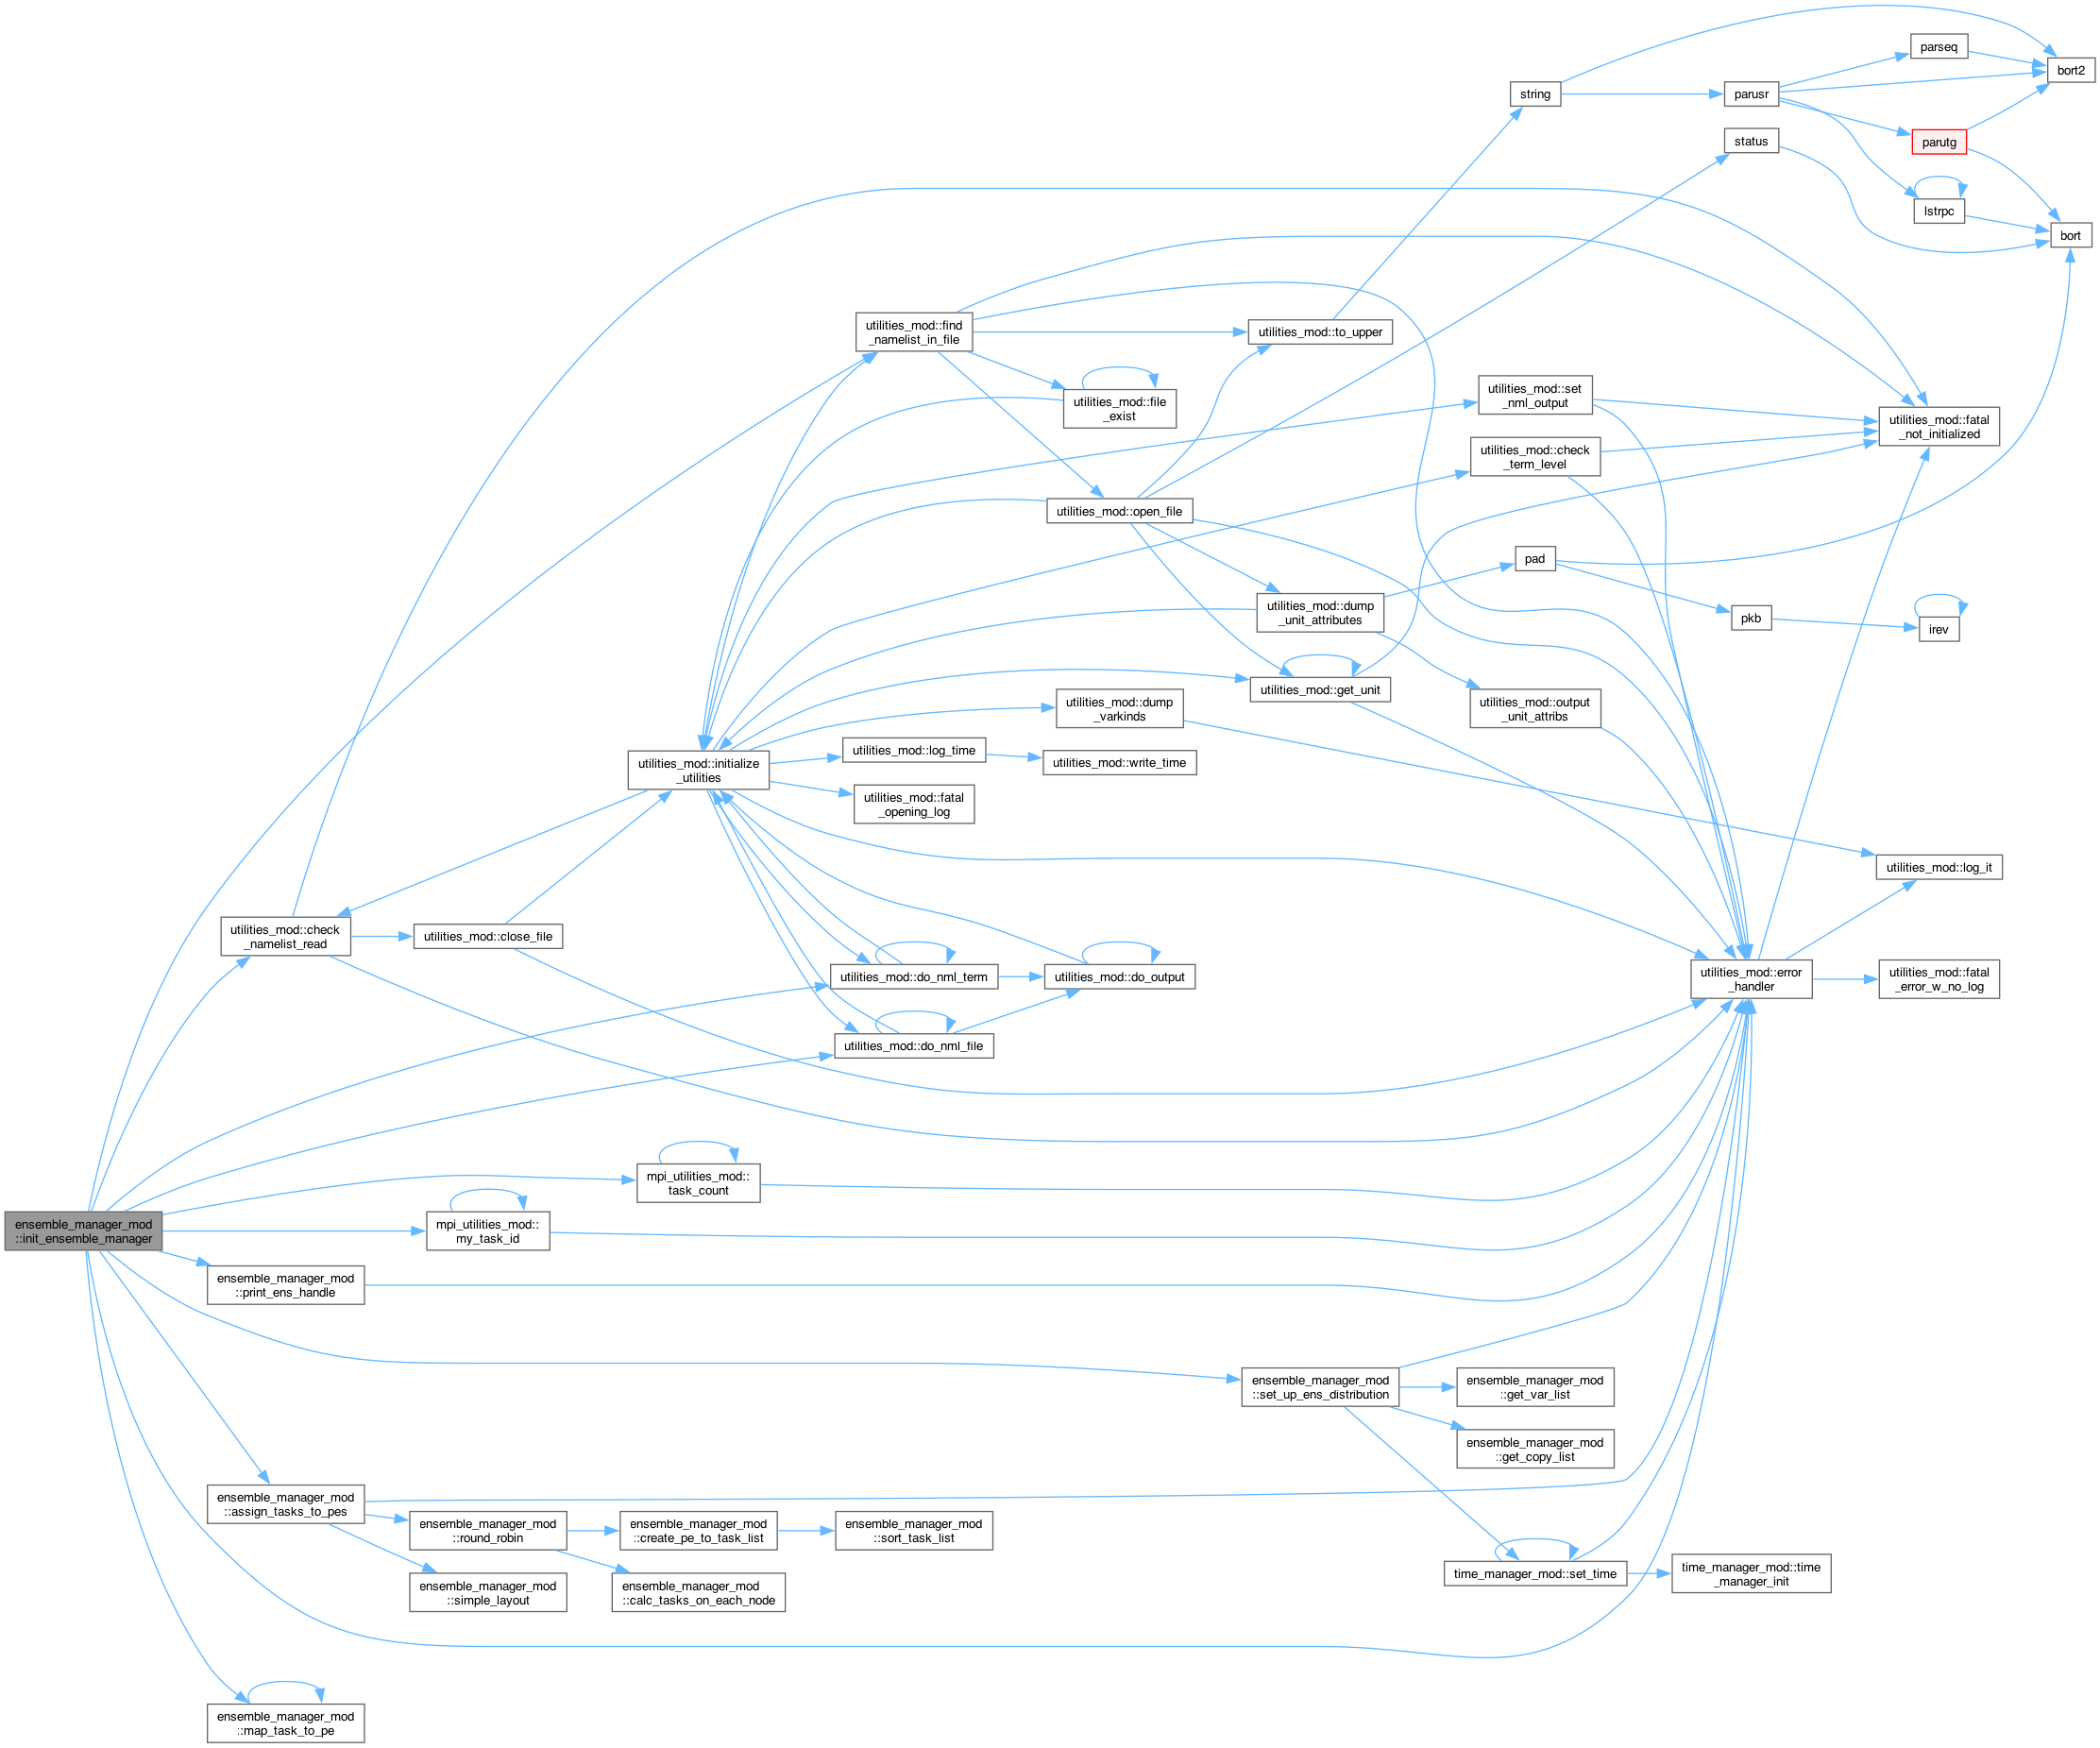 parseq
bort2
string
parusr
status
parutg
lstrpc
bort
utilities_mod::find
_namelist_in_file
utilities_mod::to_upper
utilities_mod::file
_exist
utilities_mod::set
_nml_output
utilities_mod::fatal
_not_initialized
utilities_mod::check
_term_level
utilities_mod::open_file
pad
utilities_mod::dump
_unit_attributes
pkb
irev
utilities_mod::get_unit
utilities_mod::dump
_varkinds
utilities_mod::output
_unit_attribs
utilities_mod::log_time
utilities_mod::write_time
utilities_mod::initialize
_utilities
utilities_mod::fatal
_opening_log
utilities_mod::log_it
utilities_mod::check
_namelist_read
utilities_mod::close_file
utilities_mod::do_nml_term
utilities_mod::do_output
utilities_mod::error
_handler
utilities_mod::fatal
_error_w_no_log
utilities_mod::do_nml_file
mpi_utilities_mod::
task_count
ensemble_manager_mod
::init_ensemble_manager
mpi_utilities_mod::
my_task_id
ensemble_manager_mod
::print_ens_handle
ensemble_manager_mod
::set_up_ens_distribution
ensemble_manager_mod
::get_var_list
ensemble_manager_mod
::get_copy_list
ensemble_manager_mod
::assign_tasks_to_pes
ensemble_manager_mod
::round_robin
ensemble_manager_mod
::create_pe_to_task_list
ensemble_manager_mod
::sort_task_list
ensemble_manager_mod
::simple_layout
ensemble_manager_mod
::calc_tasks_on_each_node
time_manager_mod::set_time
time_manager_mod::time
_manager_init
ensemble_manager_mod
::map_task_to_pe